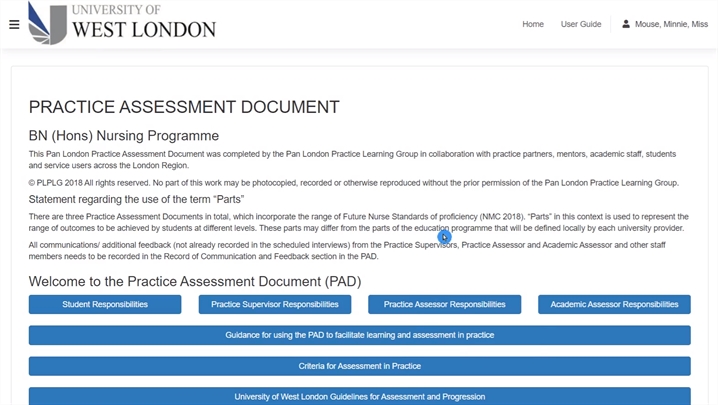 UNIVERSITY OF
WEST LONDON
Home
User Guide
Mouse, Minnie, Miss
PRACTICE ASSESSMENT DOCUMENT
BN (Hons) Nursing Programme
This Pan London Practice Assessment Document was completed by the Pan London Practice Learning Group in collaboration with practice partners, mentors, academic staff, students
and service users across the London Region.
© PLPLG 2018 All rights reserved. No part of this work may be photocopied, recorded or otherwise reproduced without the prior permission of the Pan London Practice Learning Group.
Statement regarding the use of the term “Parts”
There are three Practice Assessment Documents in total, which incorporate the range of Future Nurse Standards of proficiency (NMC 2018). “Parts” in this context is used to represent the
range of outcomes to be achieved by students at different levels. These parts may differ from the parts of the education programme that will be defined locally by each university provider.
All communications/ additional feedback (not already recorded in the scheduled interviews) from the Practice Supervisors, Practice Assessor and Academic Assessor and other staff
members needs to be recorded in the Record of Communication and Feedback section in the PAD.
Welcome to the Practice Assessment Document (PAD)
Student Responsibilities
Practice Supervisor Responsibilities
Practice Assessor Responsibilities
Academic Assessor Responsibilities
Guidance for using the PAD to facilitate learning and assessment in practice
Criteria for Assessment in Practice
University of West London Guidelines for Assessment and Progression